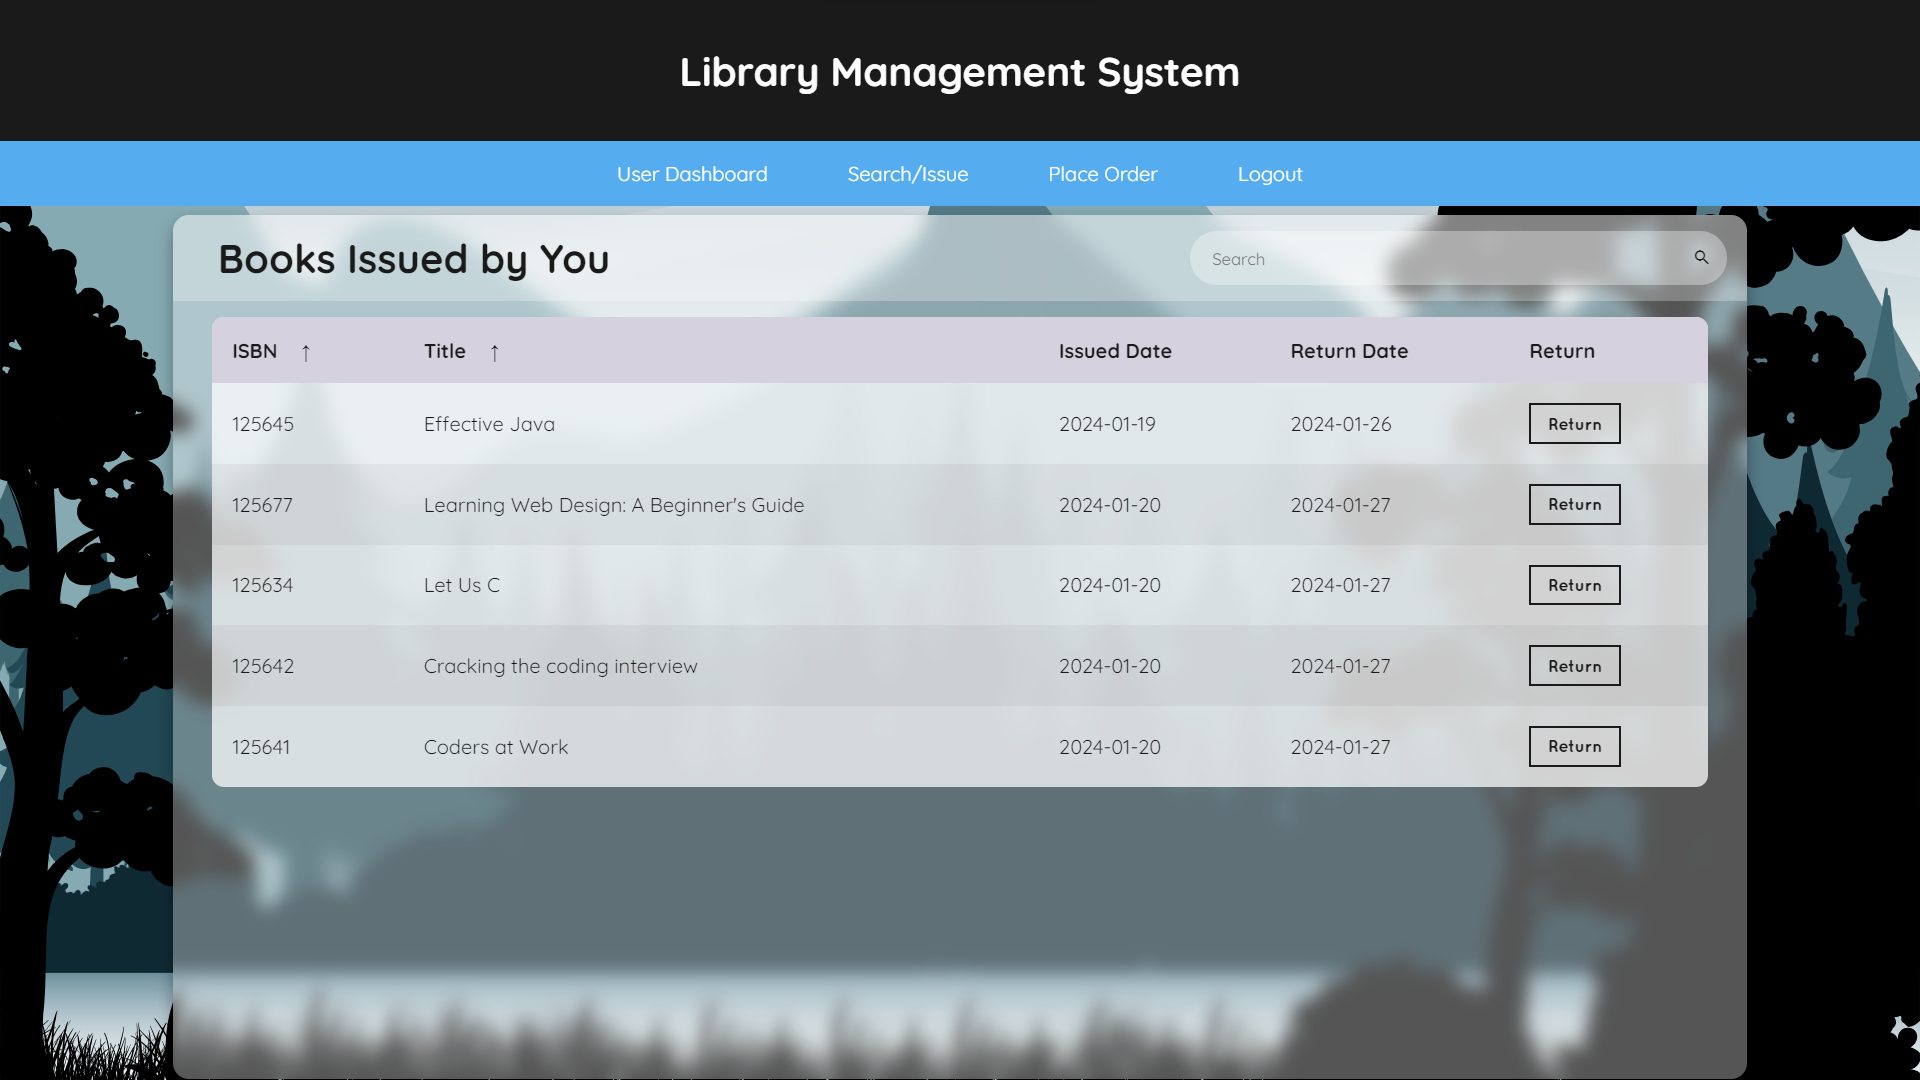 Library Management System
User Dashboard Search/Issue Place Order Logout
Books Issued by You Search
ISBN ↑ Title ↑ Issued Date Return Date Return
125645 Effective Java 2024-01-19 2024-01-26 Return
125677 Learning Web Design: A Beginner's Guide 2024-01-20 2024-01-27 Return
125634 Let Us C 2024-01-20 2024-01-27 Return
125642 Cracking the coding interview 2024-01-20 2024-01-27 Return
125641 Coders at Work 2024-01-20 2024-01-27 Return